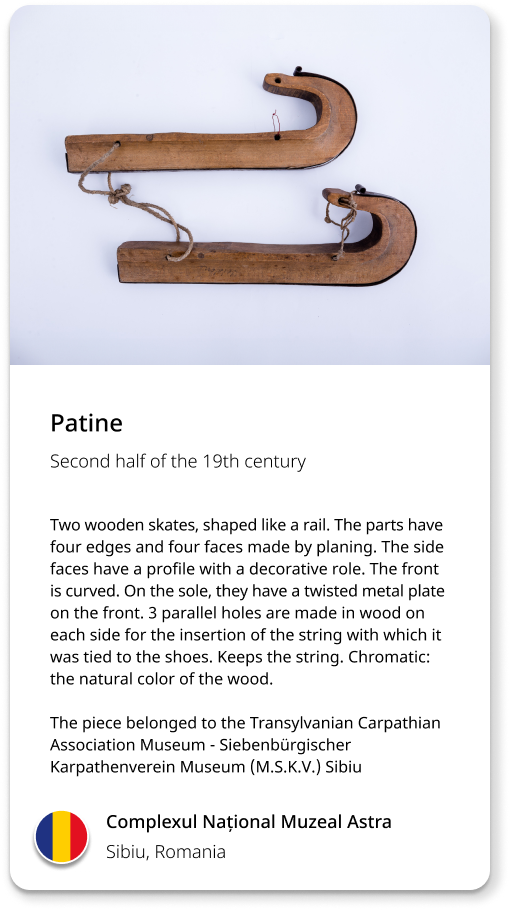 Patine
Second half of the 19th century
Two wooden skates, shaped like a rail. The parts have
four edges and four faces made by planing. The side
faces have a profile with a decorative role. The front
is curved. On the sole, they have a twisted metal plate
on the front. 3 parallel holes are made in wood on
each side for the insertion of the string with which it
was tied to the shoes. Keeps the string. Chromatic:
the natural color of the wood.
The piece belonged to the Transylvanian Carpathian
Association Museum - Siebenbürgischer
Karpathenverein Museum (M.S.K.V.) Sibiu
Complexul Național Muzeal Astra
Sibiu, Romania